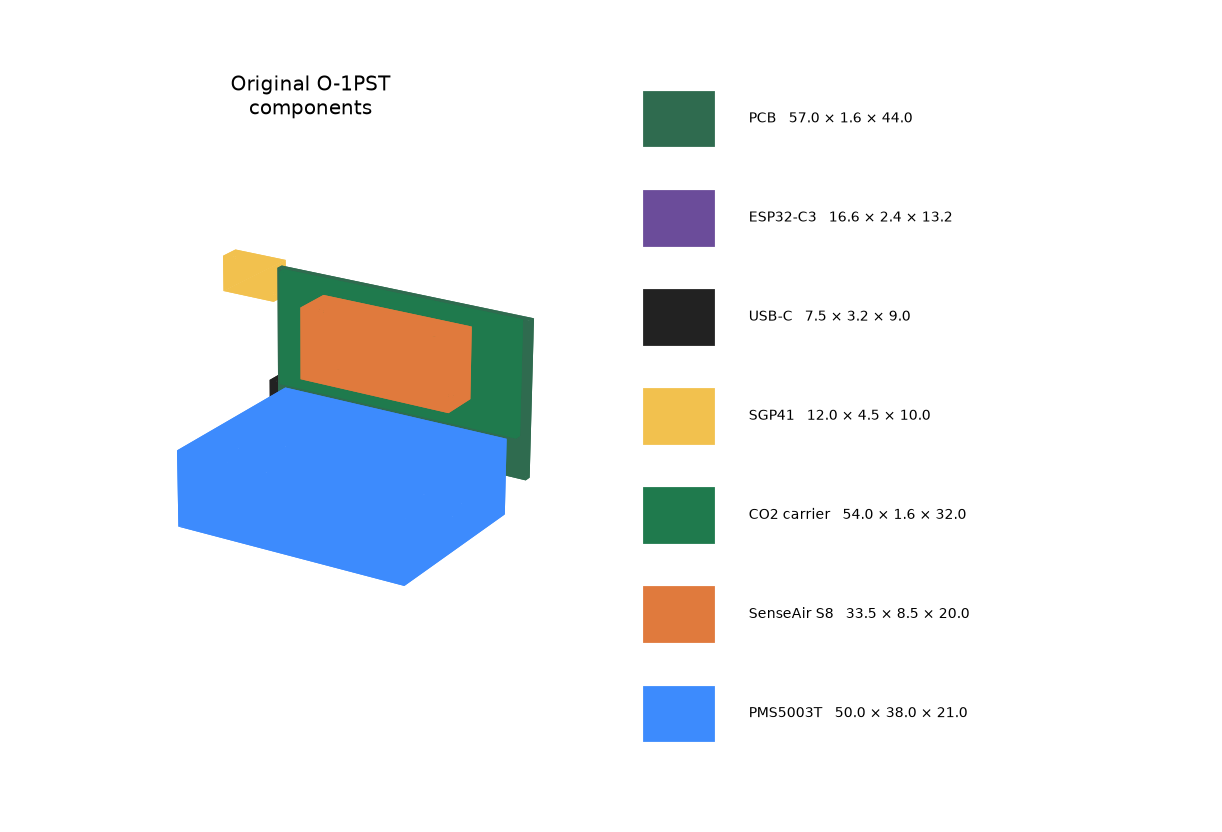 Original O-1PST
components
PCB   57.0 × 1.6 × 44.0
ESP32-C3   16.6 × 2.4 × 13.2
USB-C   7.5 × 3.2 × 9.0
SGP41   12.0 × 4.5 × 10.0
CO2 carrier   54.0 × 1.6 × 32.0
SenseAir S8   33.5 × 8.5 × 20.0
PMS5003T   50.0 × 38.0 × 21.0